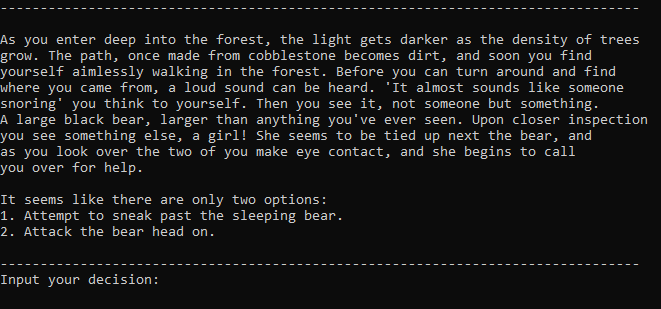 --------------------------------------------------------------------------------
As you enter deep into the forest, the light gets darker as the density of trees
grow. The path, once made from cobblestone becomes dirt, and soon you find
yourself aimlessly walking in the forest. Before you can turn around and find
where you came from, a loud sound can be heard. 'It almost sounds like someone
snoring' you think to yourself. Then you see it, not someone but something.
A large black bear, larger than anything you've ever seen. Upon closer inspection
you see something else, a girl! She seems to be tied up next the bear, and
as you look over the two of you make eye contact, and she begins to call
you over for help.
It seems like there are only two options:
1. Attempt to sneak past the sleeping bear.
2. Attack the bear head on.
--------------------------------------------------------------------------------
Input your decision: